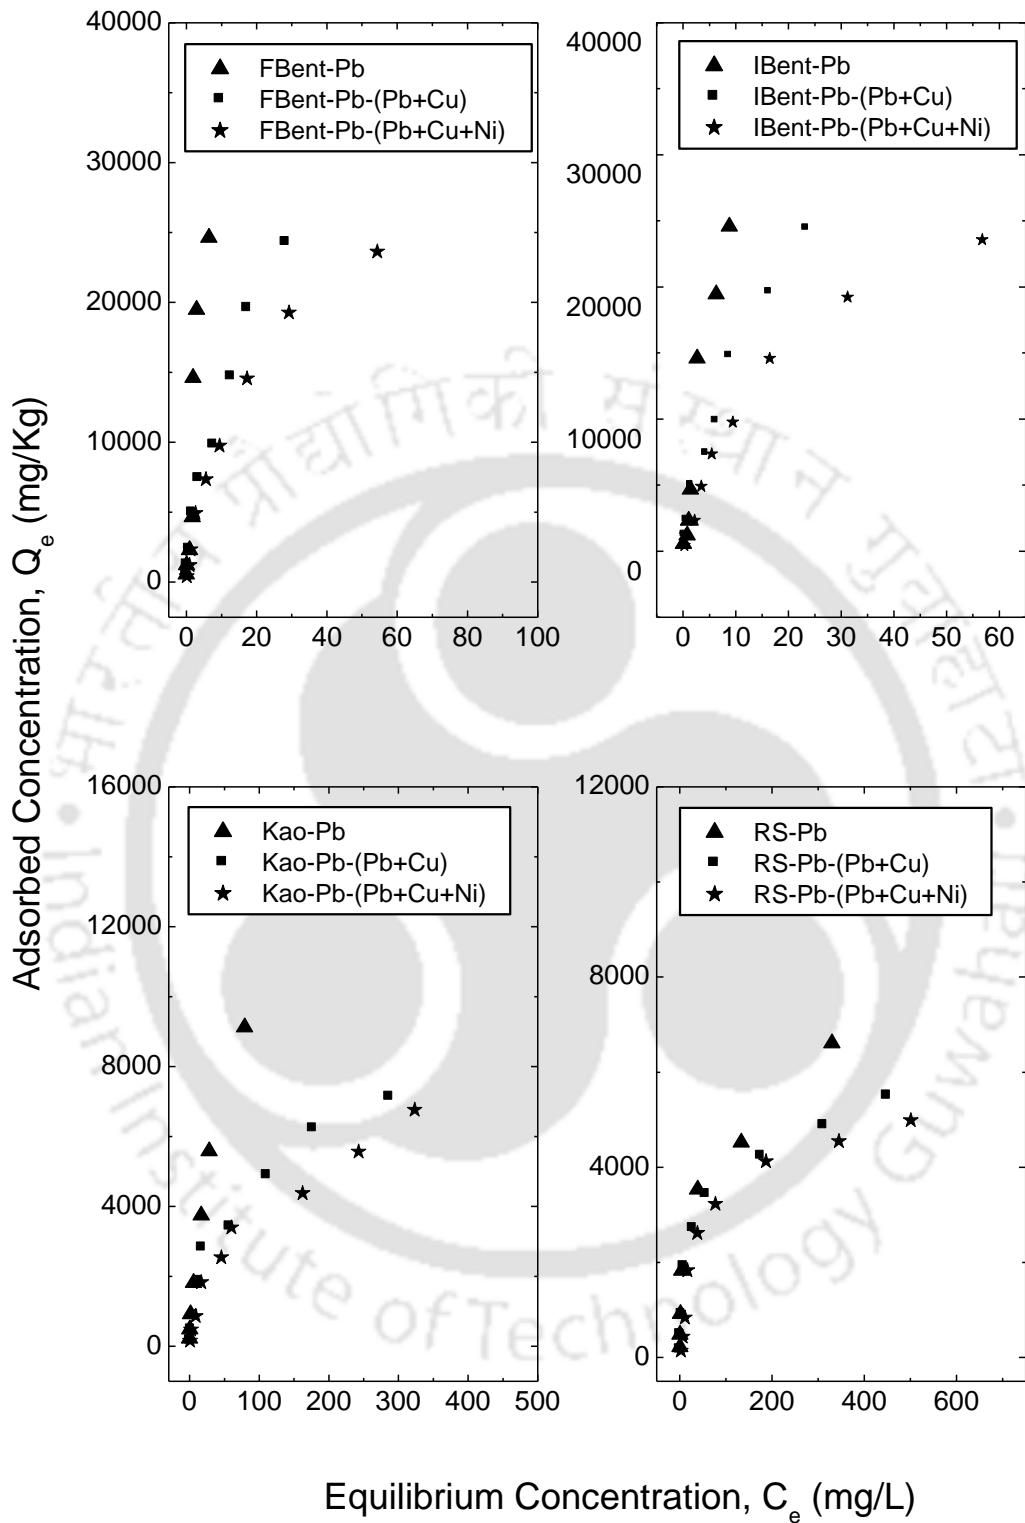 40000
30000
20000
10000
0
0 20 40 60 80 100
FBent-Pb
FBent-Pb-(Pb+Cu)
FBent-Pb-(Pb+Cu+Ni)
40000
30000
20000
10000
0
0 10 20 30 40 50 60
IBent-Pb
IBent-Pb-(Pb+Cu)
IBent-Pb-(Pb+Cu+Ni)
Adsorbed Concentration, Qe (mg/Kg)
16000
12000
8000
4000
0
0 100 200 300 400 500
Kao-Pb
Kao-Pb-(Pb+Cu)
Kao-Pb-(Pb+Cu+Ni)
12000
8000
4000
0
0 200 400 600
RS-Pb
RS-Pb-(Pb+Cu)
RS-Pb-(Pb+Cu+Ni)
Equilibrium Concentration, Ce (mg/L)
भारतीय प्रौद्योगिकी संस्थान गुवाहाटी
Indian Institute of Technology Guwahati